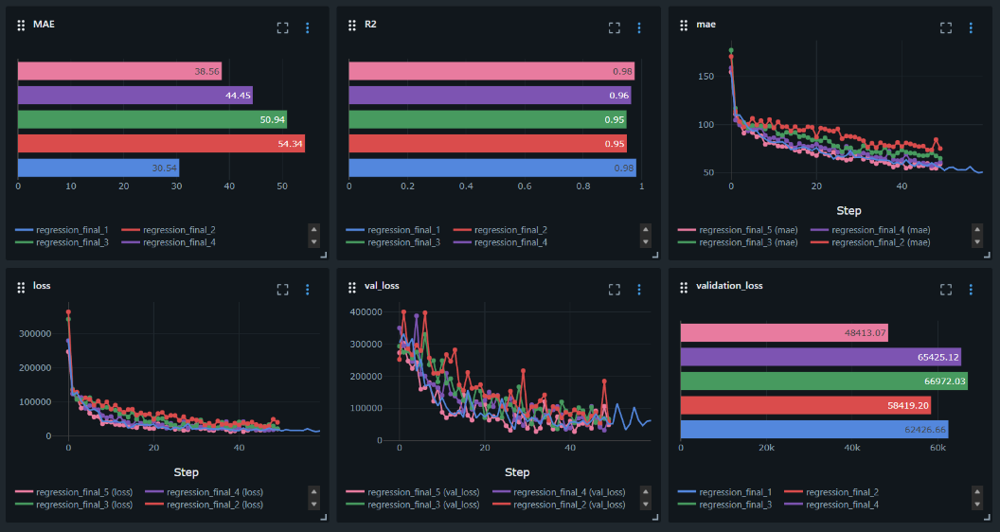 MAE
38.56
44.45
50.94
54.34
30.54
0 10 20 30 40 50
regression_final_1 regression_final_2
regression_final_3 regression_final_4
R2
0.98
0.96
0.95
0.95
0.98
0 0.2 0.4 0.6 0.8 1
regression_final_1 regression_final_2
regression_final_3 regression_final_4
mae
150
100
50
0 20 40
Step
regression_final_5 (mae) regression_final_4 (mae)
regression_final_3 (mae) regression_final_2 (mae)
loss
300000
200000
100000
0
0 20 40
Step
regression_final_5 (loss) regression_final_4 (loss)
regression_final_3 (loss) regression_final_2 (loss)
val_loss
400000
300000
200000
100000
0
0 20 40
Step
regression_final_5 (val_loss) regression_final_4 (val_loss)
regression_final_3 (val_loss) regression_final_2 (val_loss)
validation_loss
48413.07
65425.12
66972.03
58419.20
62426.66
0 20k 40k 60k
regression_final_1 regression_final_2
regression_final_3 regression_final_4